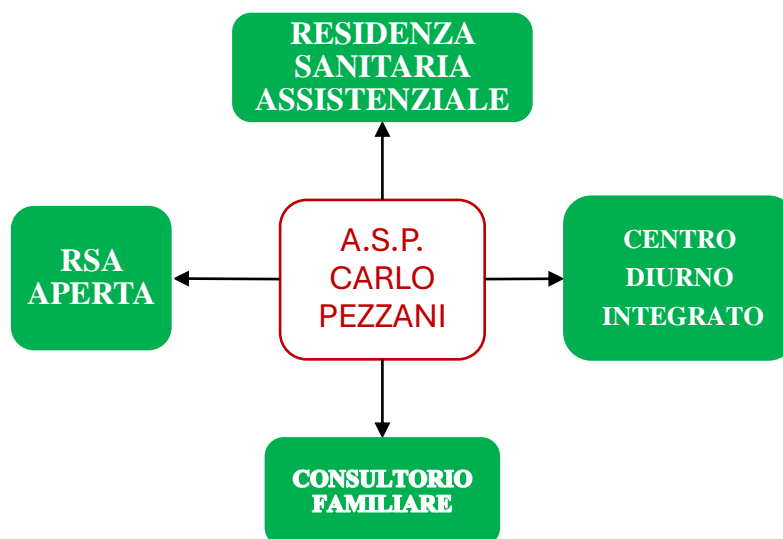 RESIDENZA
SANITARIA
ASSISTENZIALE
RSA
APERTA
A.S.P.
CARLO
PEZZANI
CENTRO
DIURNO
INTEGRATO
CONSULTORIO
FAMILIARE